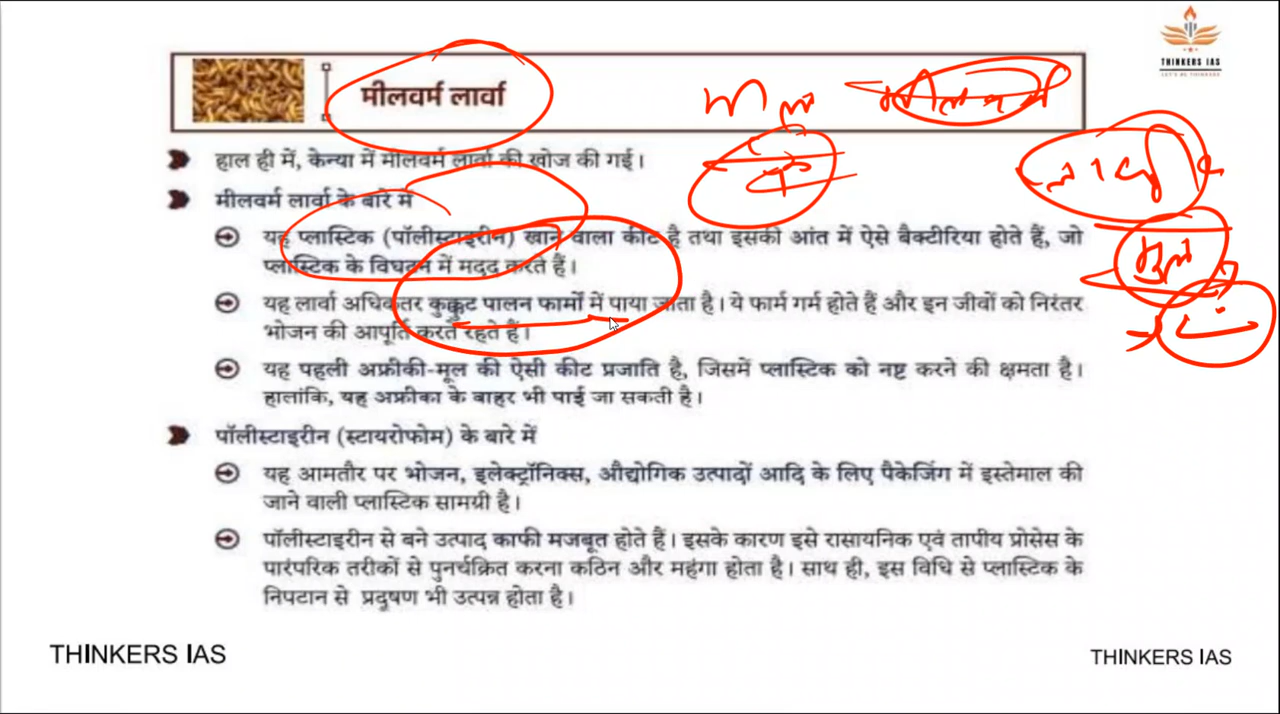 THINKERS IAS
LET'S BE THINKERS
मीलवर्म लार्वा
हाल ही में, केन्या में मीलवर्म लार्वा की खोज की गई।
मीलवर्म लार्वा के बारे में
यह प्लास्टिक (पॉलीस्टाइरीन) खाने वाला कीट है तथा इसकी आंत में ऐसे बैक्टीरिया होते हैं, जो
प्लास्टिक के विघटन में मदद करते हैं।
यह लार्वा अधिकतर कुक्कुट पालन फार्मों में पाया जाता है। ये फार्म गर्म होते हैं और इन जीवों को निरंतर
भोजन की आपूर्ति करते रहते हैं।
यह पहली अफ्रीकी-मूल की ऐसी कीट प्रजाति है, जिसमें प्लास्टिक को नष्ट करने की क्षमता है।
हालांकि, यह अफ्रीका के बाहर भी पाई जा सकती है।
पॉलीस्टाइरीन (स्टायरोफोम) के बारे में
यह आमतौर पर भोजन, इलेक्ट्रॉनिक्स, औद्योगिक उत्पादों आदि के लिए पैकेजिंग में इस्तेमाल की
जाने वाली प्लास्टिक सामग्री है।
पॉलीस्टाइरीन से बने उत्पाद काफी मजबूत होते हैं। इसके कारण इसे रासायनिक एवं तापीय प्रोसेस के
पारंपरिक तरीकों से पुनर्चक्रित करना कठिन और महंगा होता है। साथ ही, इस विधि से प्लास्टिक के
निपटान से प्रदूषण भी उत्पन्न होता है।
THINKERS IAS
THINKERS IAS